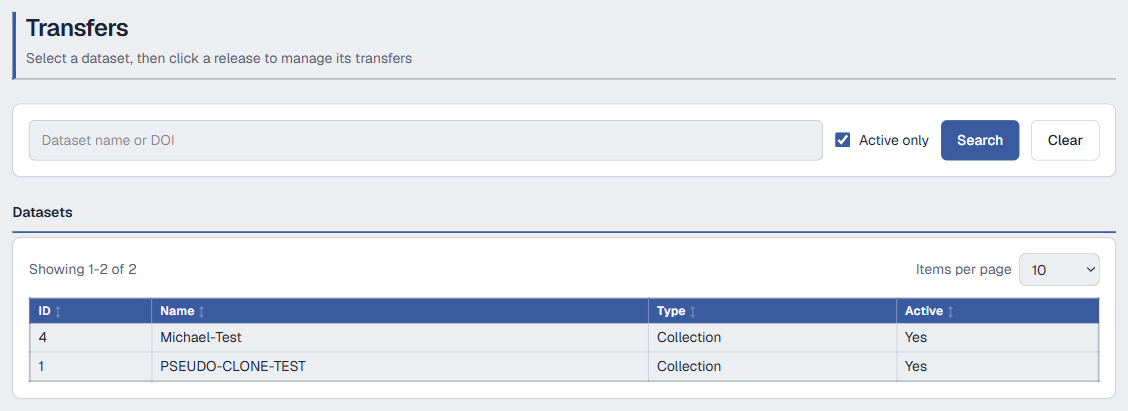 Transfers
Select a dataset, then click a release to manage its transfers
Dataset name or DOI
Active only
Search
Clear
Datasets
Showing 1-2 of 2
Items per page 10
ID Name Type Active
4 Michael-Test Collection Yes
1 PSEUDO-CLONE-TEST Collection Yes